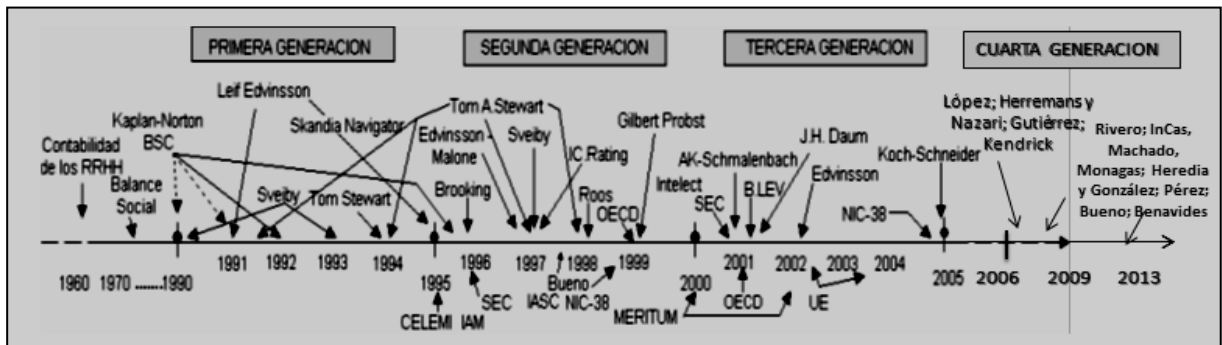 PRIMERA GENERACION
SEGUNDA GENERACION
TERCERA GENERACION
CUARTA GENERACION
Contabilidad
de los RRHH
Balance
Social
Kaplan-Norton
BSC
Leif Edvinsson
Sveiby
Skandia Navigator
Tom Stewart
Tom A.Stewart
Edvinsson-
Malone
Brooking
Sveiby
IC.Rating
Roos
Gilbert Probst
OECD
Intelect
SEC
AK-Schmalenbach
B.LEV
J.H. Daum
Edvinsson
Koch-Schneider
NIC-38
López; Herremans y
Nazari; Gutiérrez;
Kendrick
Rivero; InCas,
Machado,
Monagas; Heredia
y González; Pérez;
Bueno; Benavides
1960 1970 ........1990 1991 1992 1993 1994 1995 1996 1997 1998 1999 2000 2001 2002 2003 2004 2005 2006 2009 2013
CELEMI IAM
SEC
Bueno
IASC NIC-38
MERITUM
OECD
UE